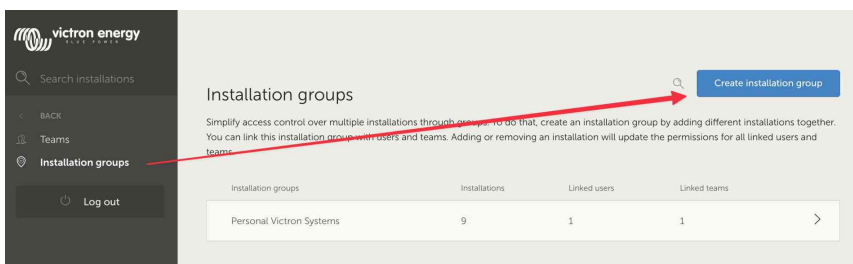 victron energy
BLUE POWER
Search installations
BACK
Teams
Installation groups
Log out
Installation groups
Create installation group
Simplify access control over multiple installations through groups. To do that, create an installation group by adding different installations together.
You can link this installation group with users and teams. Adding or removing an installation will update the permissions for all linked users and
teams.
Installation groups Installations Linked users Linked teams
Personal Victron Systems 9 1 1